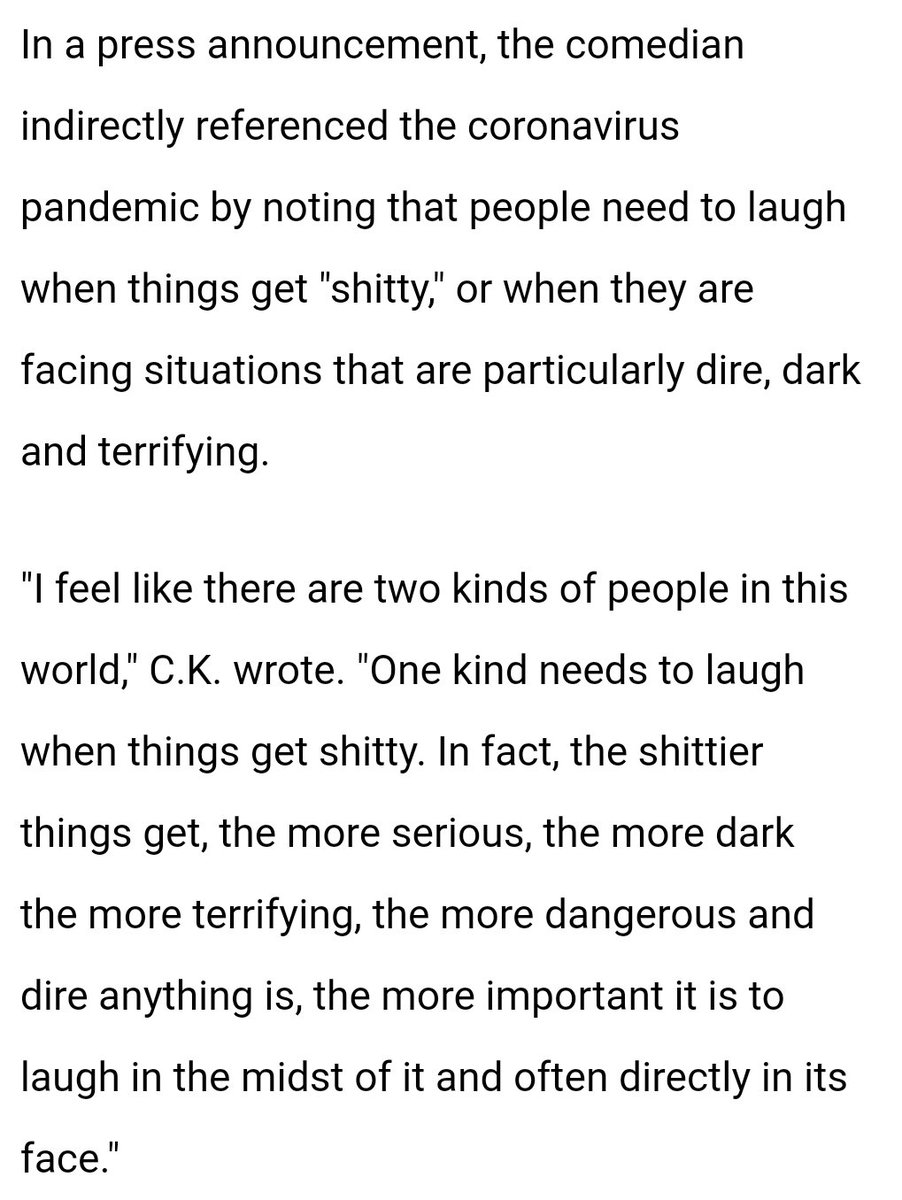 In a press announcement, the comedian
indirectly referenced the coronavirus
pandemic by noting that people need to laugh
when things get "shitty," or when they are
facing situations that are particularly dire, dark
and terrifying.
"I feel like there are two kinds of people in this
world," C.K. wrote. "One kind needs to laugh
when things get shitty. In fact, the shittier
things get, the more serious, the more dark
the more terrifying, the more dangerous and
dire anything is, the more important it is to
laugh in the midst of it and often directly in its
face."